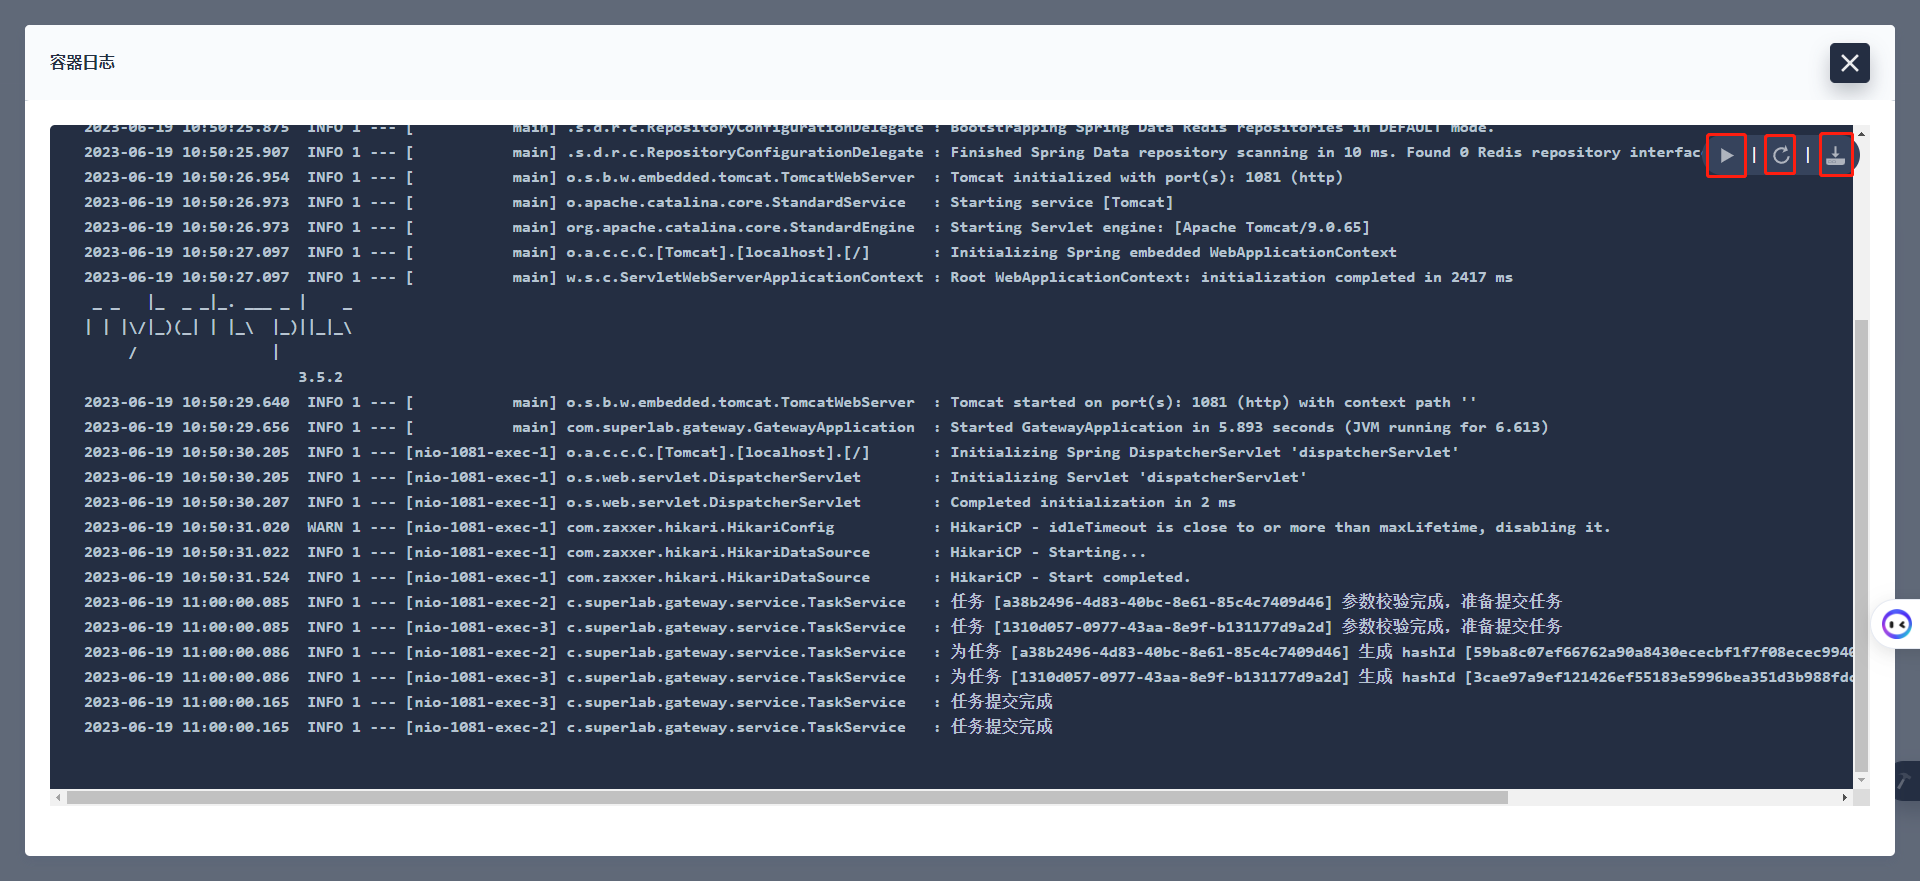 容器日志
2023-06-19 10:50:25.875  INFO 1 --- [           main] .s.d.r.c.RepositoryConfigurationDelegate : Bootstrapping Spring Data Redis repositories in DEFAULT mode.
2023-06-19 10:50:25.907  INFO 1 --- [           main] .s.d.r.c.RepositoryConfigurationDelegate : Finished Spring Data repository scanning in 10 ms. Found 0 Redis repository interfac
2023-06-19 10:50:26.954  INFO 1 --- [           main] o.s.b.w.embedded.tomcat.TomcatWebServer  : Tomcat initialized with port(s): 1081 (http)
2023-06-19 10:50:26.973  INFO 1 --- [           main] o.apache.catalina.core.StandardService   : Starting service [Tomcat]
2023-06-19 10:50:26.973  INFO 1 --- [           main] org.apache.catalina.core.StandardEngine  : Starting Servlet engine: [Apache Tomcat/9.0.65]
2023-06-19 10:50:27.097  INFO 1 --- [           main] o.a.c.c.C.[Tomcat].[localhost].[/]       : Initializing Spring embedded WebApplicationContext
2023-06-19 10:50:27.097  INFO 1 --- [           main] w.s.c.ServletWebServerApplicationContext : Root WebApplicationContext: initialization completed in 2417 ms
 _ _   |_  _ _|_. ___ _ |    _
| | |\/|_)(_| | |_\  |_)||_|_\
     /               |
                        3.5.2
2023-06-19 10:50:29.640  INFO 1 --- [           main] o.s.b.w.embedded.tomcat.TomcatWebServer  : Tomcat started on port(s): 1081 (http) with context path ''
2023-06-19 10:50:29.656  INFO 1 --- [           main] com.superlab.gateway.GatewayApplication  : Started GatewayApplication in 5.893 seconds (JVM running for 6.613)
2023-06-19 10:50:30.205  INFO 1 --- [nio-1081-exec-1] o.a.c.c.C.[Tomcat].[localhost].[/]       : Initializing Spring DispatcherServlet 'dispatcherServlet'
2023-06-19 10:50:30.205  INFO 1 --- [nio-1081-exec-1] o.s.web.servlet.DispatcherServlet        : Initializing Servlet 'dispatcherServlet'
2023-06-19 10:50:30.207  INFO 1 --- [nio-1081-exec-1] o.s.web.servlet.DispatcherServlet        : Completed initialization in 2 ms
2023-06-19 10:50:31.020  WARN 1 --- [nio-1081-exec-1] com.zaxxer.hikari.HikariConfig           : HikariCP - idleTimeout is close to or more than maxLifetime, disabling it.
2023-06-19 10:50:31.022  INFO 1 --- [nio-1081-exec-1] com.zaxxer.hikari.HikariDataSource       : HikariCP - Starting...
2023-06-19 10:50:31.524  INFO 1 --- [nio-1081-exec-1] com.zaxxer.hikari.HikariDataSource       : HikariCP - Start completed.
2023-06-19 11:00:00.085  INFO 1 --- [nio-1081-exec-2] c.superlab.gateway.service.TaskService   : 任务 [a38b2496-4d83-40bc-8e61-85c4c7409d46] 参数校验完成，准备提交任务
2023-06-19 11:00:00.085  INFO 1 --- [nio-1081-exec-3] c.superlab.gateway.service.TaskService   : 任务 [1310d057-0977-43aa-8e9f-b131177d9a2d] 参数校验完成，准备提交任务
2023-06-19 11:00:00.086  INFO 1 --- [nio-1081-exec-2] c.superlab.gateway.service.TaskService   : 为任务 [a38b2496-4d83-40bc-8e61-85c4c7409d46] 生成 hashId [59ba8c07ef66762a90a8430ececbf1f7f08ecec9940
2023-06-19 11:00:00.086  INFO 1 --- [nio-1081-exec-3] c.superlab.gateway.service.TaskService   : 为任务 [1310d057-0977-43aa-8e9f-b131177d9a2d] 生成 hashId [3cae97a9ef121426ef55183e5996bea351d3b988fdc
2023-06-19 11:00:00.165  INFO 1 --- [nio-1081-exec-3] c.superlab.gateway.service.TaskService   : 任务提交完成
2023-06-19 11:00:00.165  INFO 1 --- [nio-1081-exec-2] c.superlab.gateway.service.TaskService   : 任务提交完成